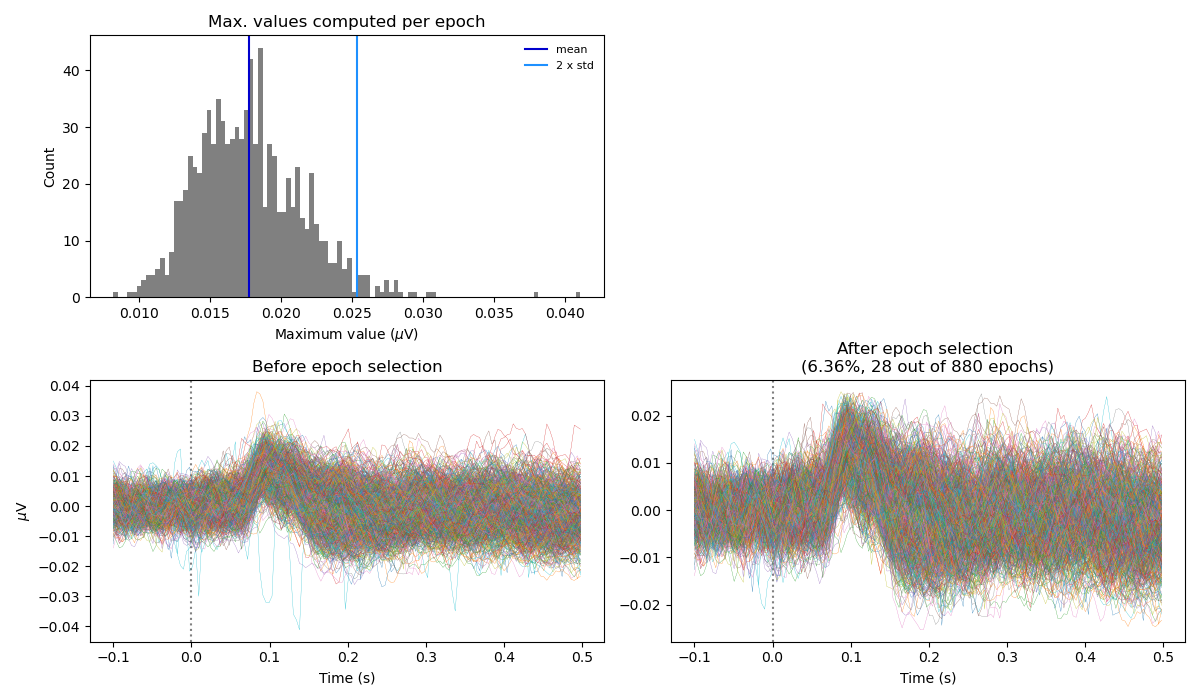 Max. values computed per epoch
mean
2 x std
Count
40
30
20
10
0
0.010 0.015 0.020 0.025 0.030 0.035 0.040
Maximum value (μV)
Before epoch selection
μV
0.04
0.03
0.02
0.01
0.00
−0.01
−0.02
−0.03
−0.04
−0.1 0.0 0.1 0.2 0.3 0.4 0.5
Time (s)
After epoch selection
(6.36%, 28 out of 880 epochs)
0.02
0.01
0.00
−0.01
−0.02
−0.1 0.0 0.1 0.2 0.3 0.4 0.5
Time (s)